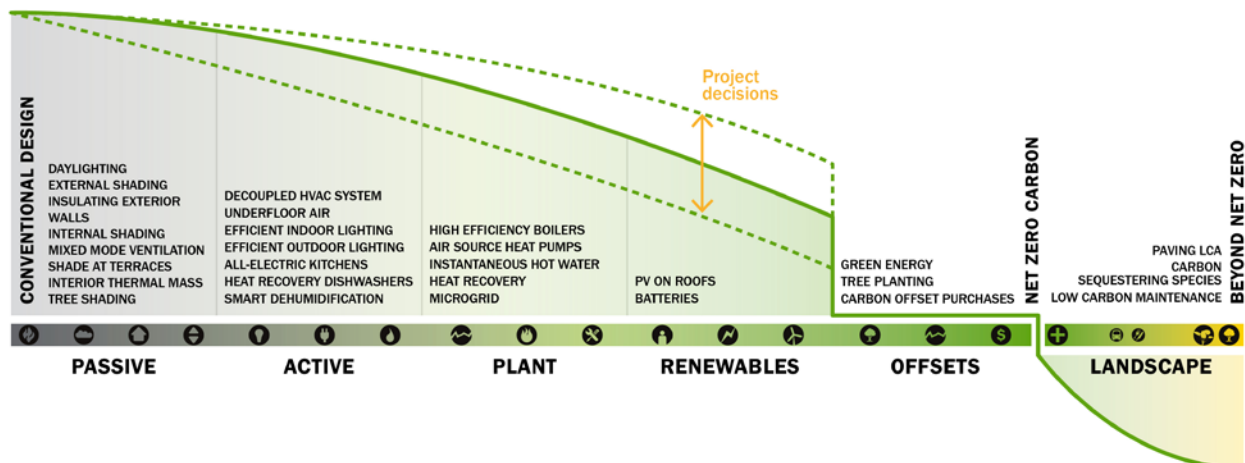 Project
decisions
CONVENTIONAL DESIGN
DAYLIGHTING
EXTERNAL SHADING
INSULATING EXTERIOR
WALLS
INTERNAL SHADING
MIXED MODE VENTILATION
SHADE AT TERRACES
INTERIOR THERMAL MASS
TREE SHADING
DECOUPLED HVAC SYSTEM
UNDERFLOOR AIR
EFFICIENT INDOOR LIGHTING
EFFICIENT OUTDOOR LIGHTING
ALL-ELECTRIC KITCHENS
HEAT RECOVERY DISHWASHERS
SMART DEHUMIDIFICATION
HIGH EFFICIENCY BOILERS
AIR SOURCE HEAT PUMPS
INSTANTANEOUS HOT WATER
HEAT RECOVERY
MICROGRID
PV ON ROOFS
BATTERIES
GREEN ENERGY
TREE PLANTING
CARBON OFFSET PURCHASES
NET ZERO CARBON
PAVING LCA
CARBON
SEQUESTERING SPECIES
LOW CARBON MAINTENANCE
BEYOND NET ZERO
$
PASSIVE
ACTIVE
PLANT
RENEWABLES
OFFSETS
LANDSCAPE